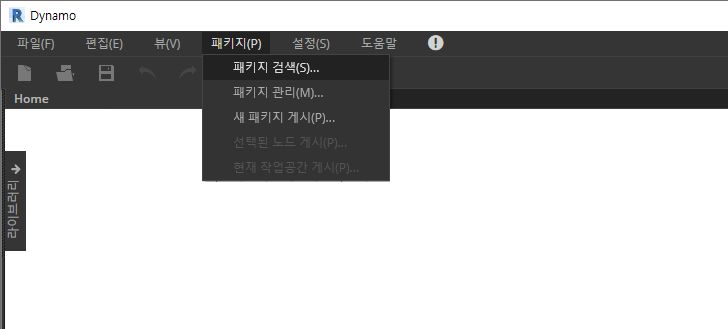 Dynamo
파일(F) 편집(E) 뷰(V) 패키지(P) 설정(S) 도움말
패키지 검색(S)...
패키지 관리(M)...
Home
새 패키지 게시(P)...
선택된 노드 게시(P)...
현재 작업공간 게시(P)...
라이브러리